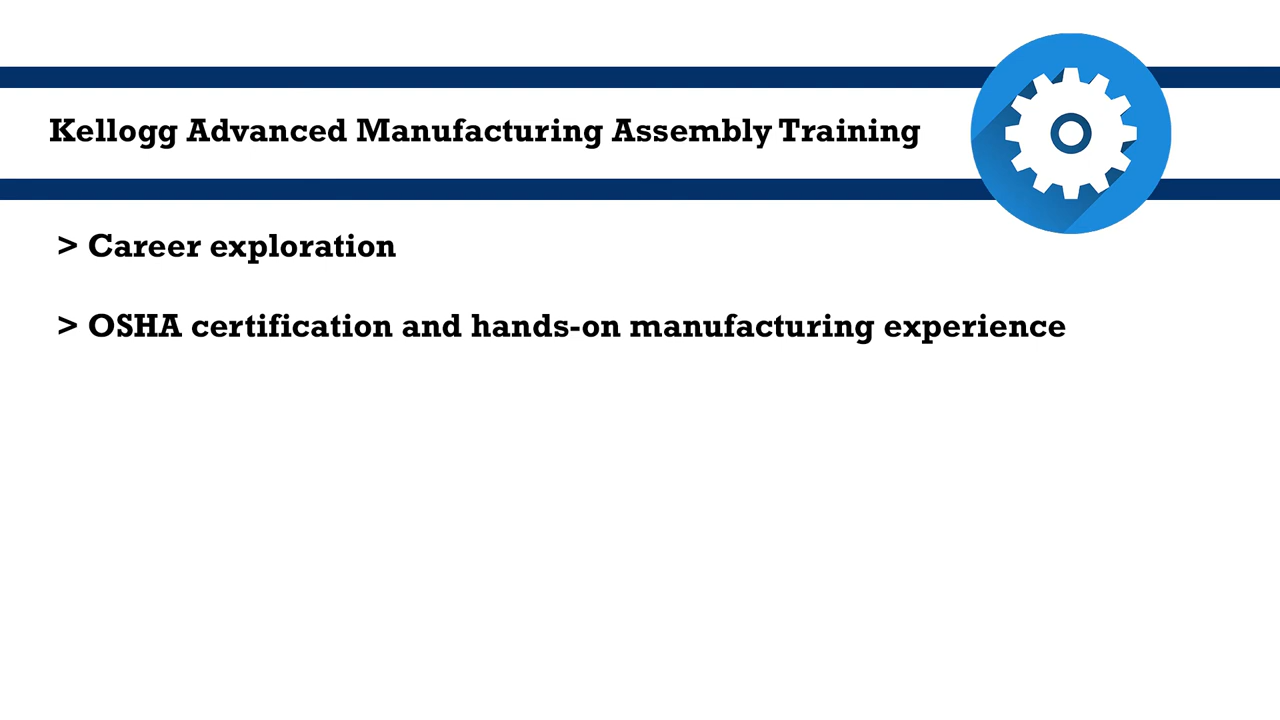 Kellogg Advanced Manufacturing Assembly Training
> Career exploration
> OSHA certification and hands-on manufacturing experience